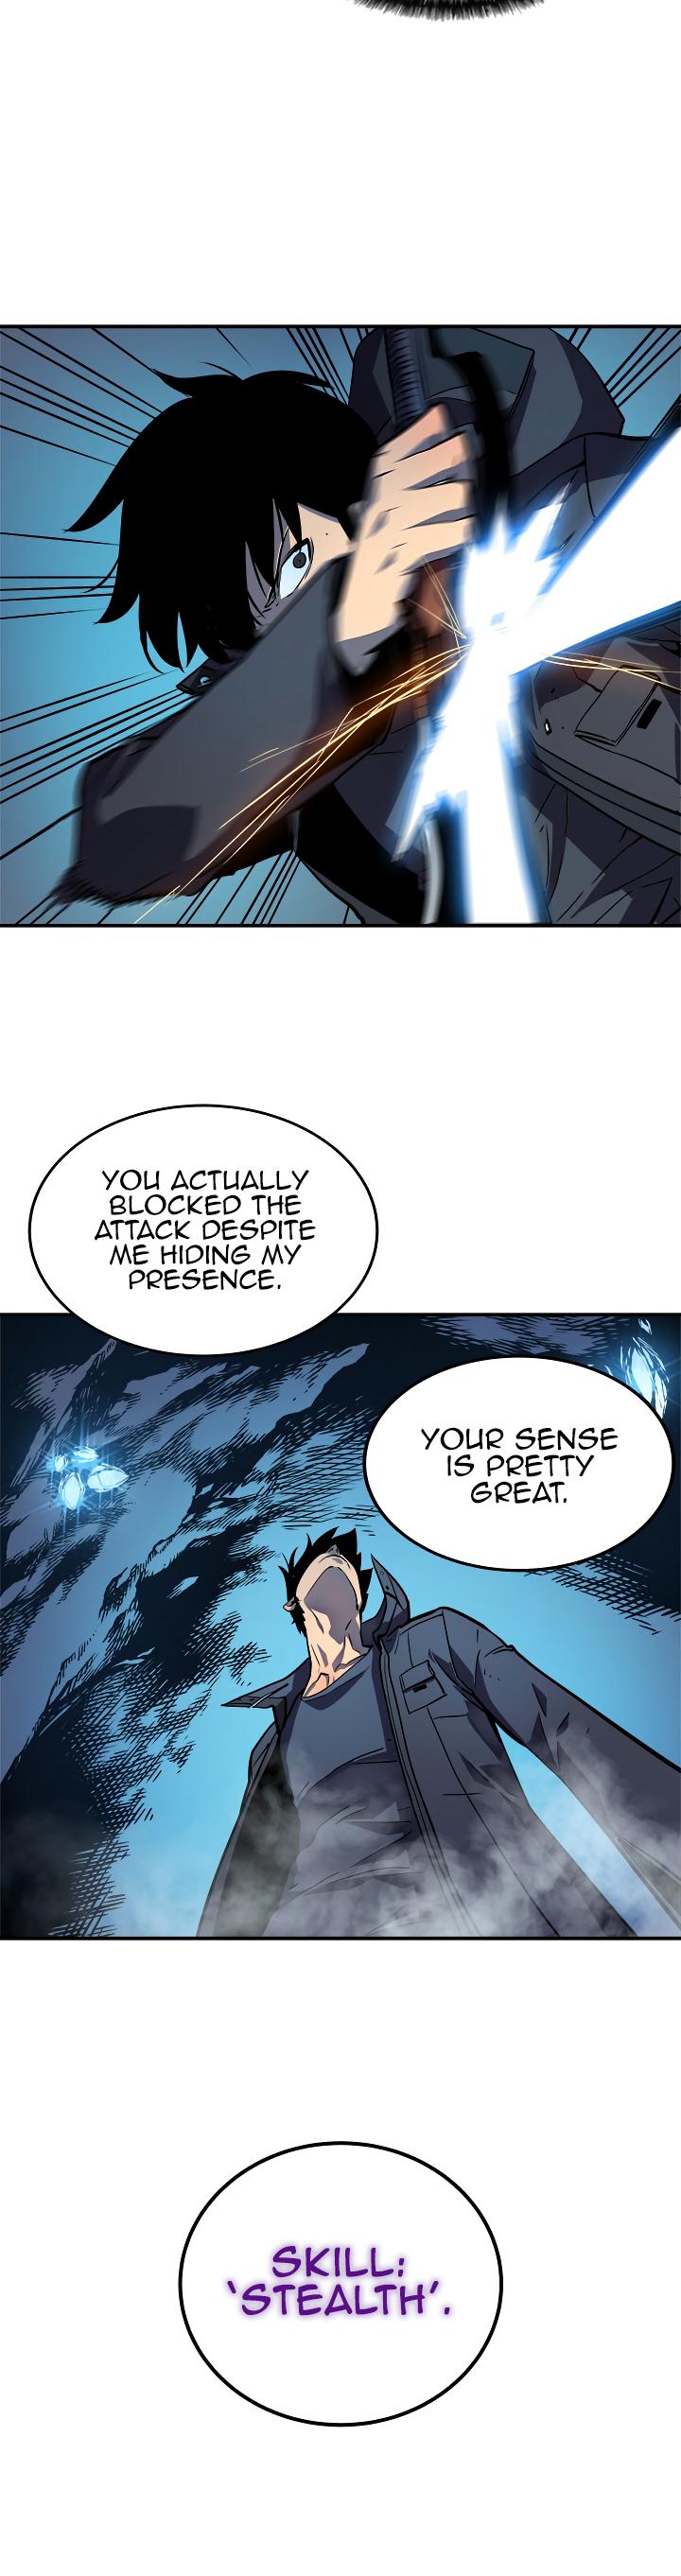 YOU ACTUALLY
BLOCKED THE
ATTACK DESPITE
ME HIDING MY
PRESENCE.
YOUR SENSE
IS PRETTY
GREAT.
SKILL:
'STEALTH'.